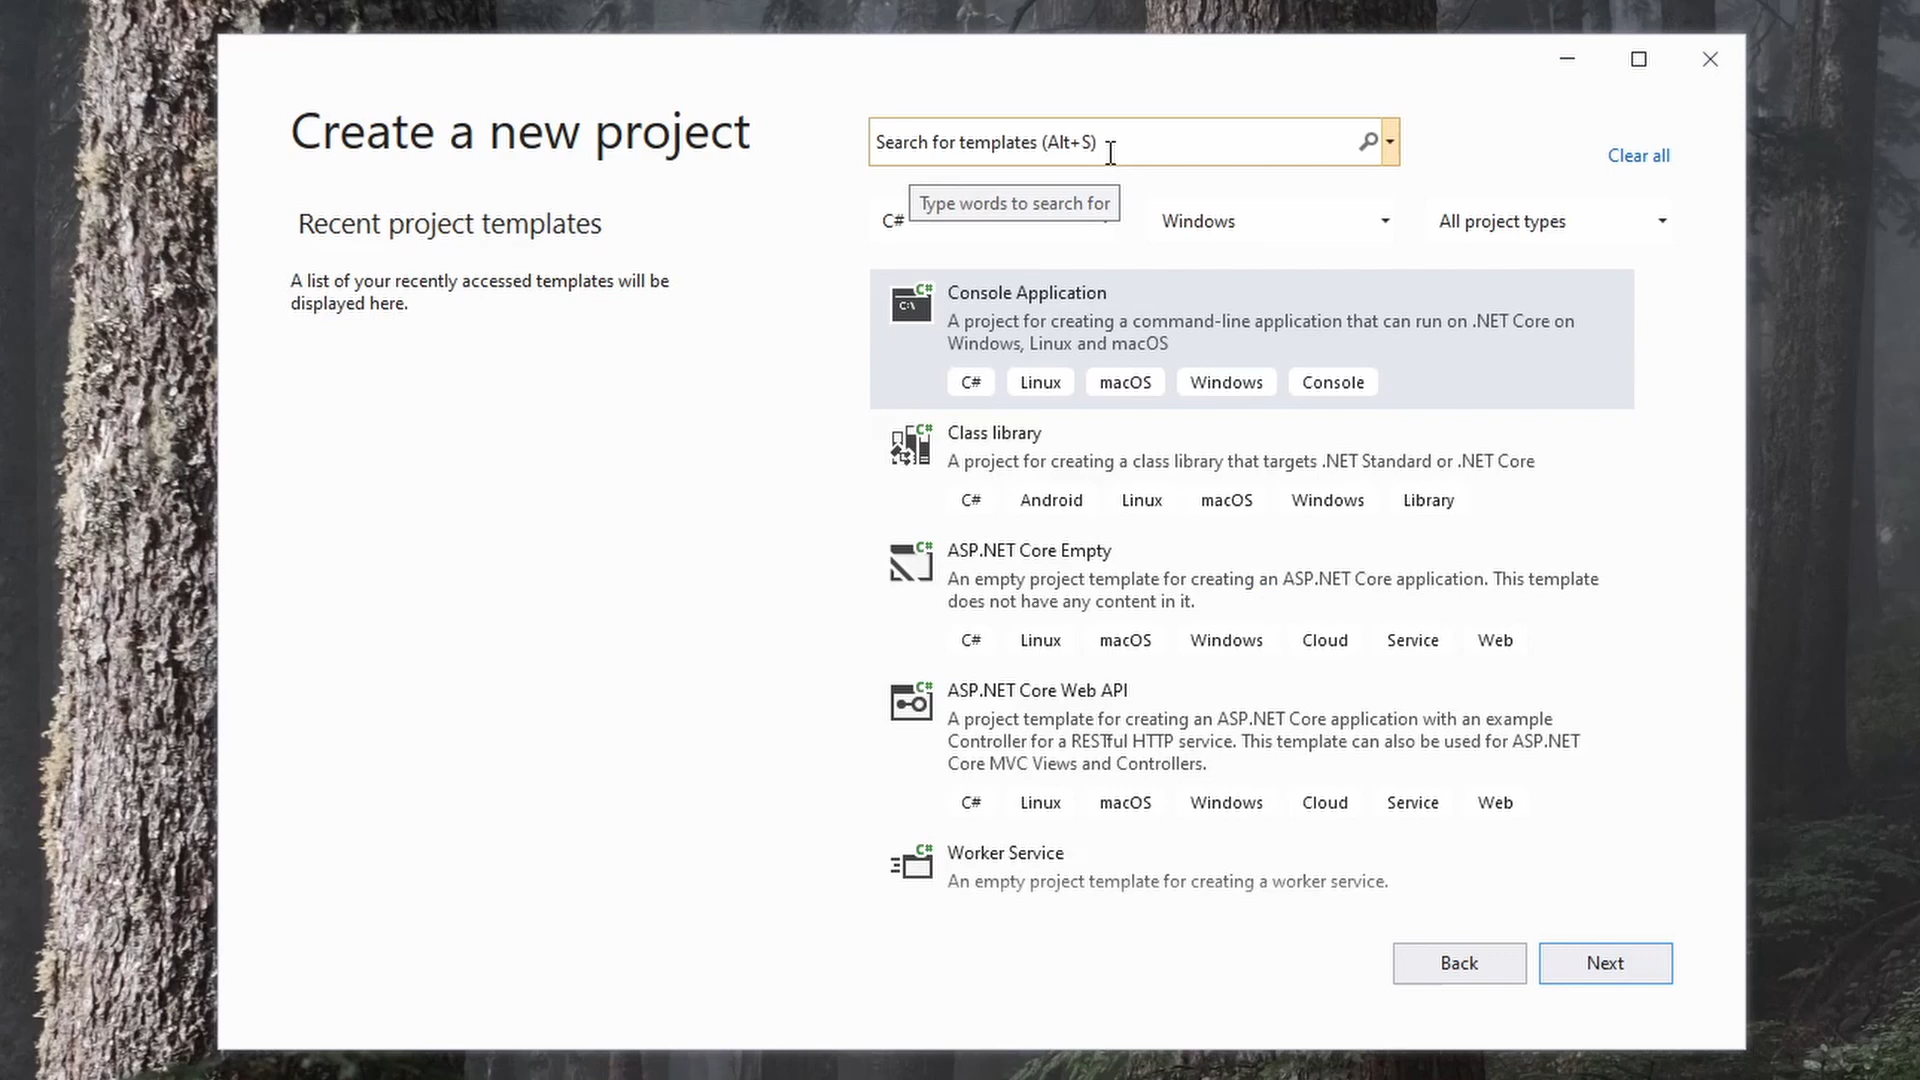 Create a new project
Search for templates (Alt+S)
Clear all
Type words to search for
C#
Windows
All project types
Recent project templates
A list of your recently accessed templates will be
displayed here.
C#
C:\
Console Application
A project for creating a command-line application that can run on .NET Core on
Windows, Linux and macOS
C# Linux macOS Windows Console
C#
Class library
A project for creating a class library that targets .NET Standard or .NET Core
C# Android Linux macOS Windows Library
C#
ASP.NET Core Empty
An empty project template for creating an ASP.NET Core application. This template
does not have any content in it.
C# Linux macOS Windows Cloud Service Web
C#
ASP.NET Core Web API
A project template for creating an ASP.NET Core application with an example
Controller for a RESTful HTTP service. This template can also be used for ASP.NET
Core MVC Views and Controllers.
C# Linux macOS Windows Cloud Service Web
C#
Worker Service
An empty project template for creating a worker service.
Back
Next